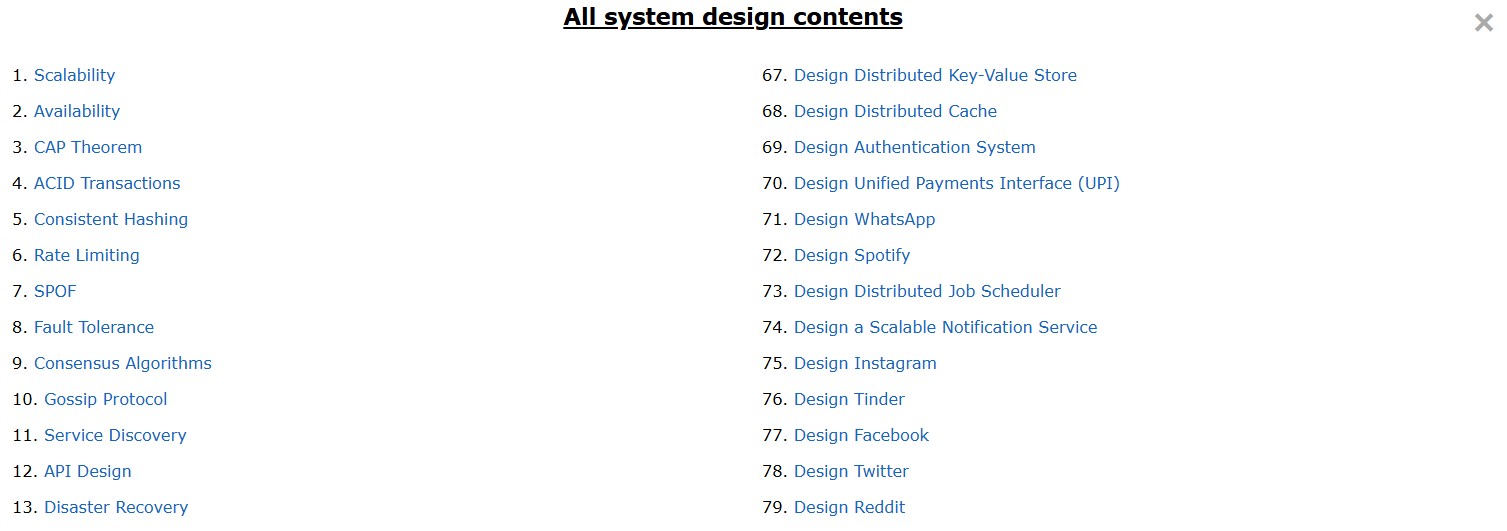 All system design contents
×
1. Scalability
2. Availability
3. CAP Theorem
4. ACID Transactions
5. Consistent Hashing
6. Rate Limiting
7. SPOF
8. Fault Tolerance
9. Consensus Algorithms
10. Gossip Protocol
11. Service Discovery
12. API Design
13. Disaster Recovery
67. Design Distributed Key-Value Store
68. Design Distributed Cache
69. Design Authentication System
70. Design Unified Payments Interface (UPI)
71. Design WhatsApp
72. Design Spotify
73. Design Distributed Job Scheduler
74. Design a Scalable Notification Service
75. Design Instagram
76. Design Tinder
77. Design Facebook
78. Design Twitter
79. Design Reddit